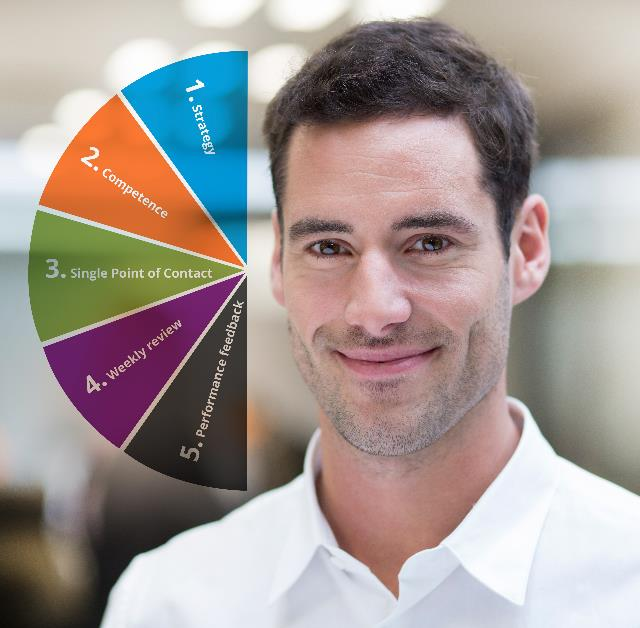 1. Strategy
2. Competence
3. Single Point of Contact
4. Weekly review
5. Performance feedback